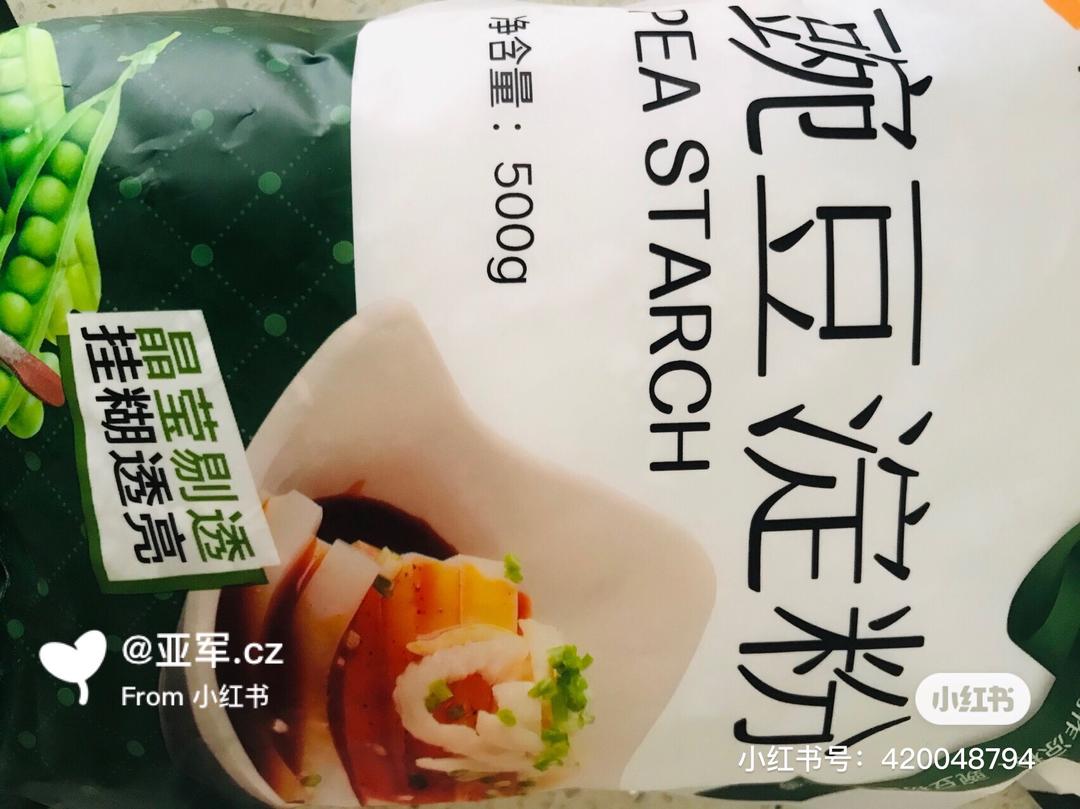 豌豆淀粉
PEA STARCH
净含量：500g
晶莹剔透
挂糊透亮
@亚军.cz
From 小红书
小红书
小红书号：420048794